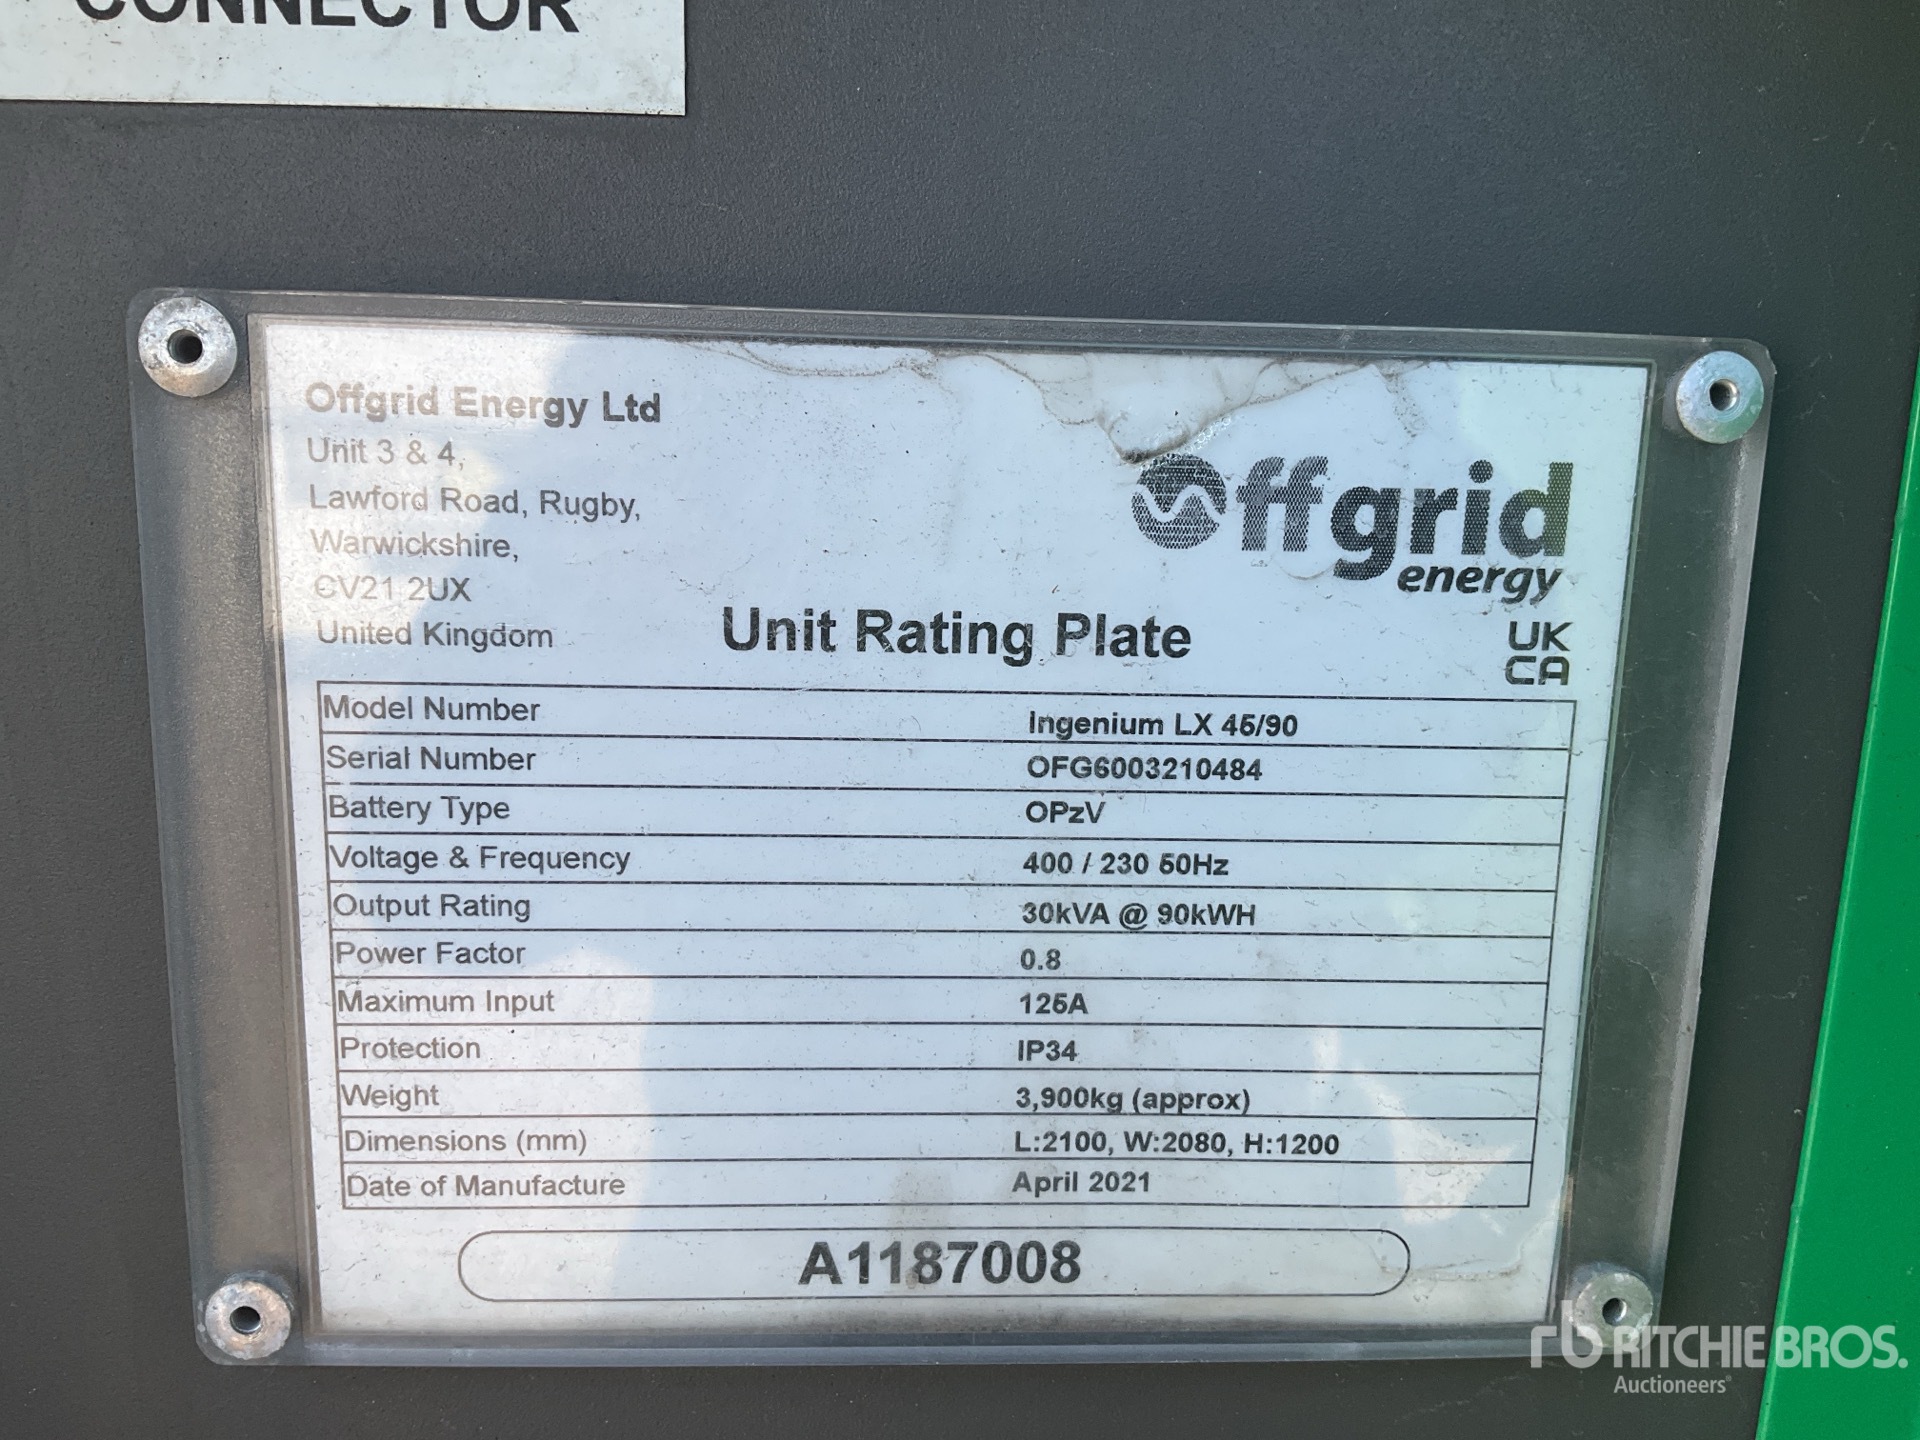 CONNECTOR
Offgrid Energy Ltd
Unit 3 & 4,
Lawford Road, Rugby,
Warwickshire,
CV21 2UX
United Kingdom
Offgrid
energy
Unit Rating Plate
UK
CA
Model Number Ingenium LX 45/90
Serial Number OFG6003210484
Battery Type OPzV
Voltage & Frequency 400 / 230 50Hz
Output Rating 30kVA @ 90kWH
Power Factor 0.8
Maximum Input 125A
Protection IP34
Weight 3,900kg (approx)
Dimensions (mm) L:2100, W:2080, H:1200
Date of Manufacture April 2021
A1187008
rb RITCHIE BROS.
Auctioneers